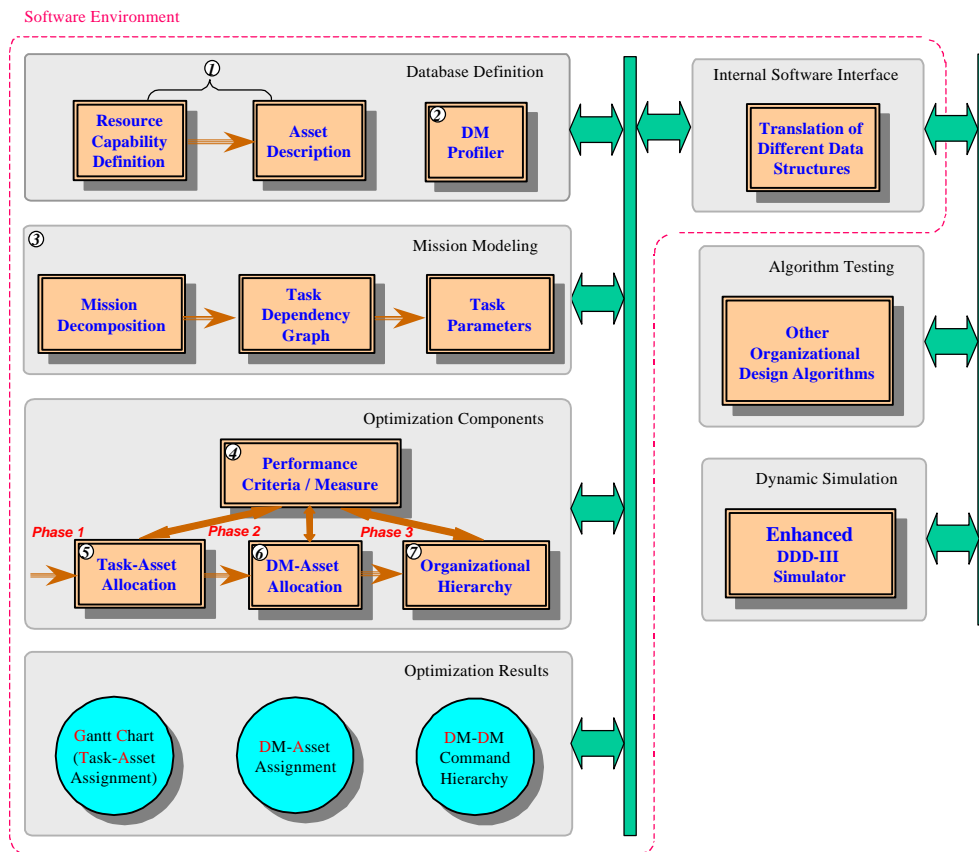 Software Environment
Database Definition
1
Resource
Capability
Definition
Asset
Description
2
DM
Profiler
Internal Software Interface
Translation of
Different Data
Structures
3
Mission Modeling
Mission
Decomposition
Task
Dependency
Graph
Task
Parameters
Algorithm Testing
Other
Organizational
Design Algorithms
Optimization Components
4
Performance
Criteria / Measure
Phase 1
Phase 2
Phase 3
5
Task-Asset
Allocation
6
DM-Asset
Allocation
7
Organizational
Hierarchy
Dynamic Simulation
Enhanced
DDD-III
Simulator
Optimization Results
Gantt Chart
(Task-Asset
Assignment)
DM-Asset
Assignment
DM-DM
Command
Hierarchy